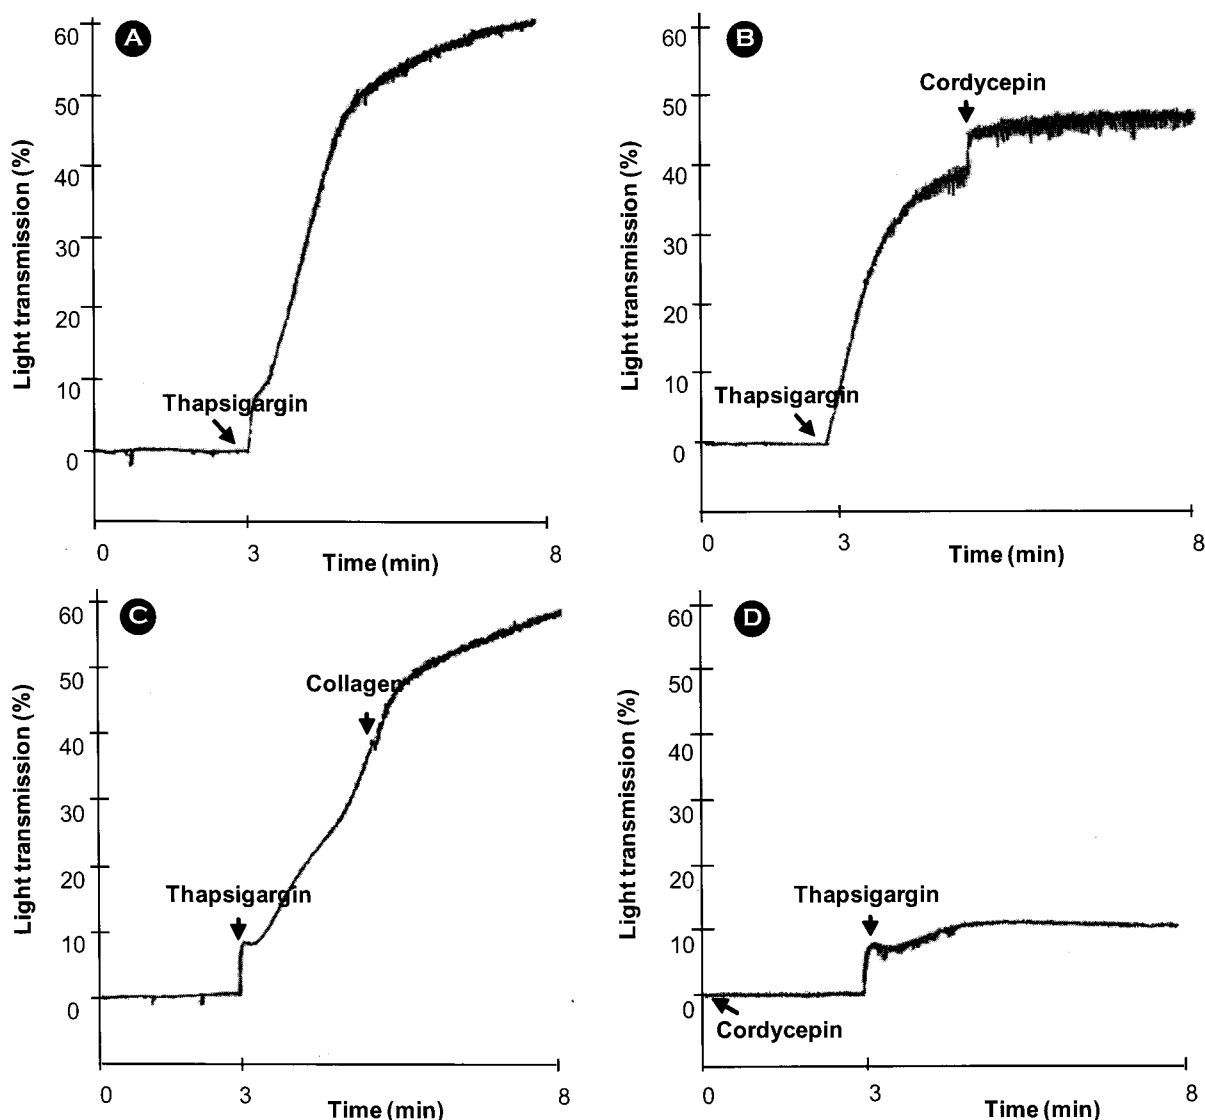 A
Light transmission (%)
60
50
40
30
20
10
0
Thapsigargin
0 3 8
Time (min)
B
Light transmission (%)
60
50
40
30
20
10
0
Cordycepin
Thapsigargin
0 3 8
Time (min)
C
Light transmission (%)
60
50
40
30
20
10
0
Collagen
Thapsigargin
0 3 8
Time (min)
D
Light transmission (%)
60
50
40
30
20
10
0
Thapsigargin
Cordycepin
0 3 8
Time (min)